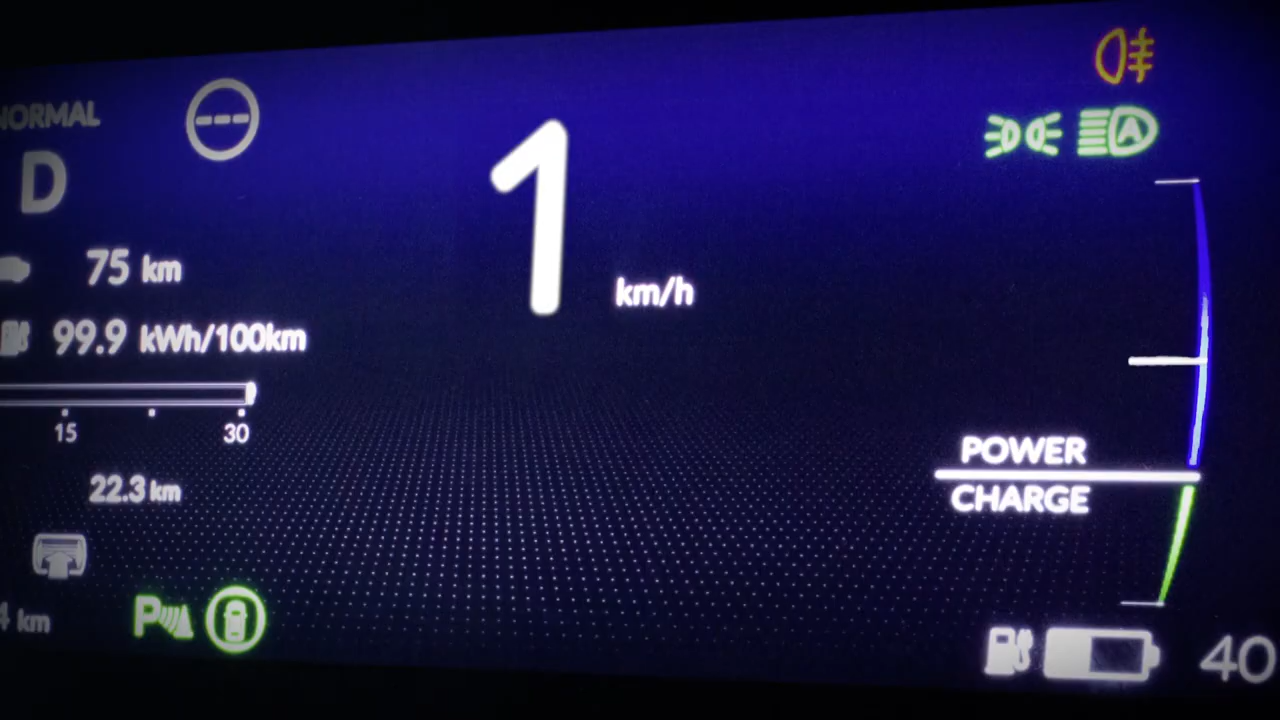 NORMAL
D
1
km/h
75 km
99.9 kWh/100km
15 30
22.3 km
km
P
A
POWER
CHARGE
40